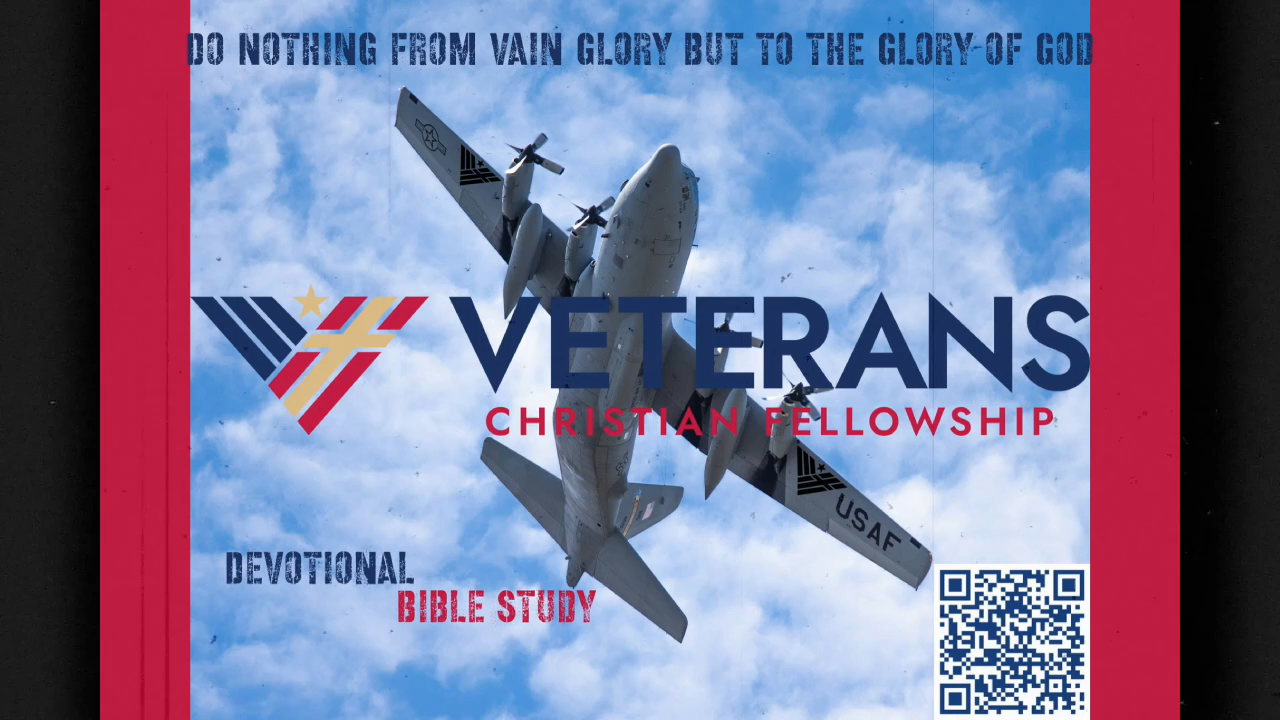 DO NOTHING FROM VAIN GLORY BUT TO THE GLORY OF GOD
VETERANS
CHRISTIAN FELLOWSHIP
USAF
DEVOTIONAL
BIBLE STUDY